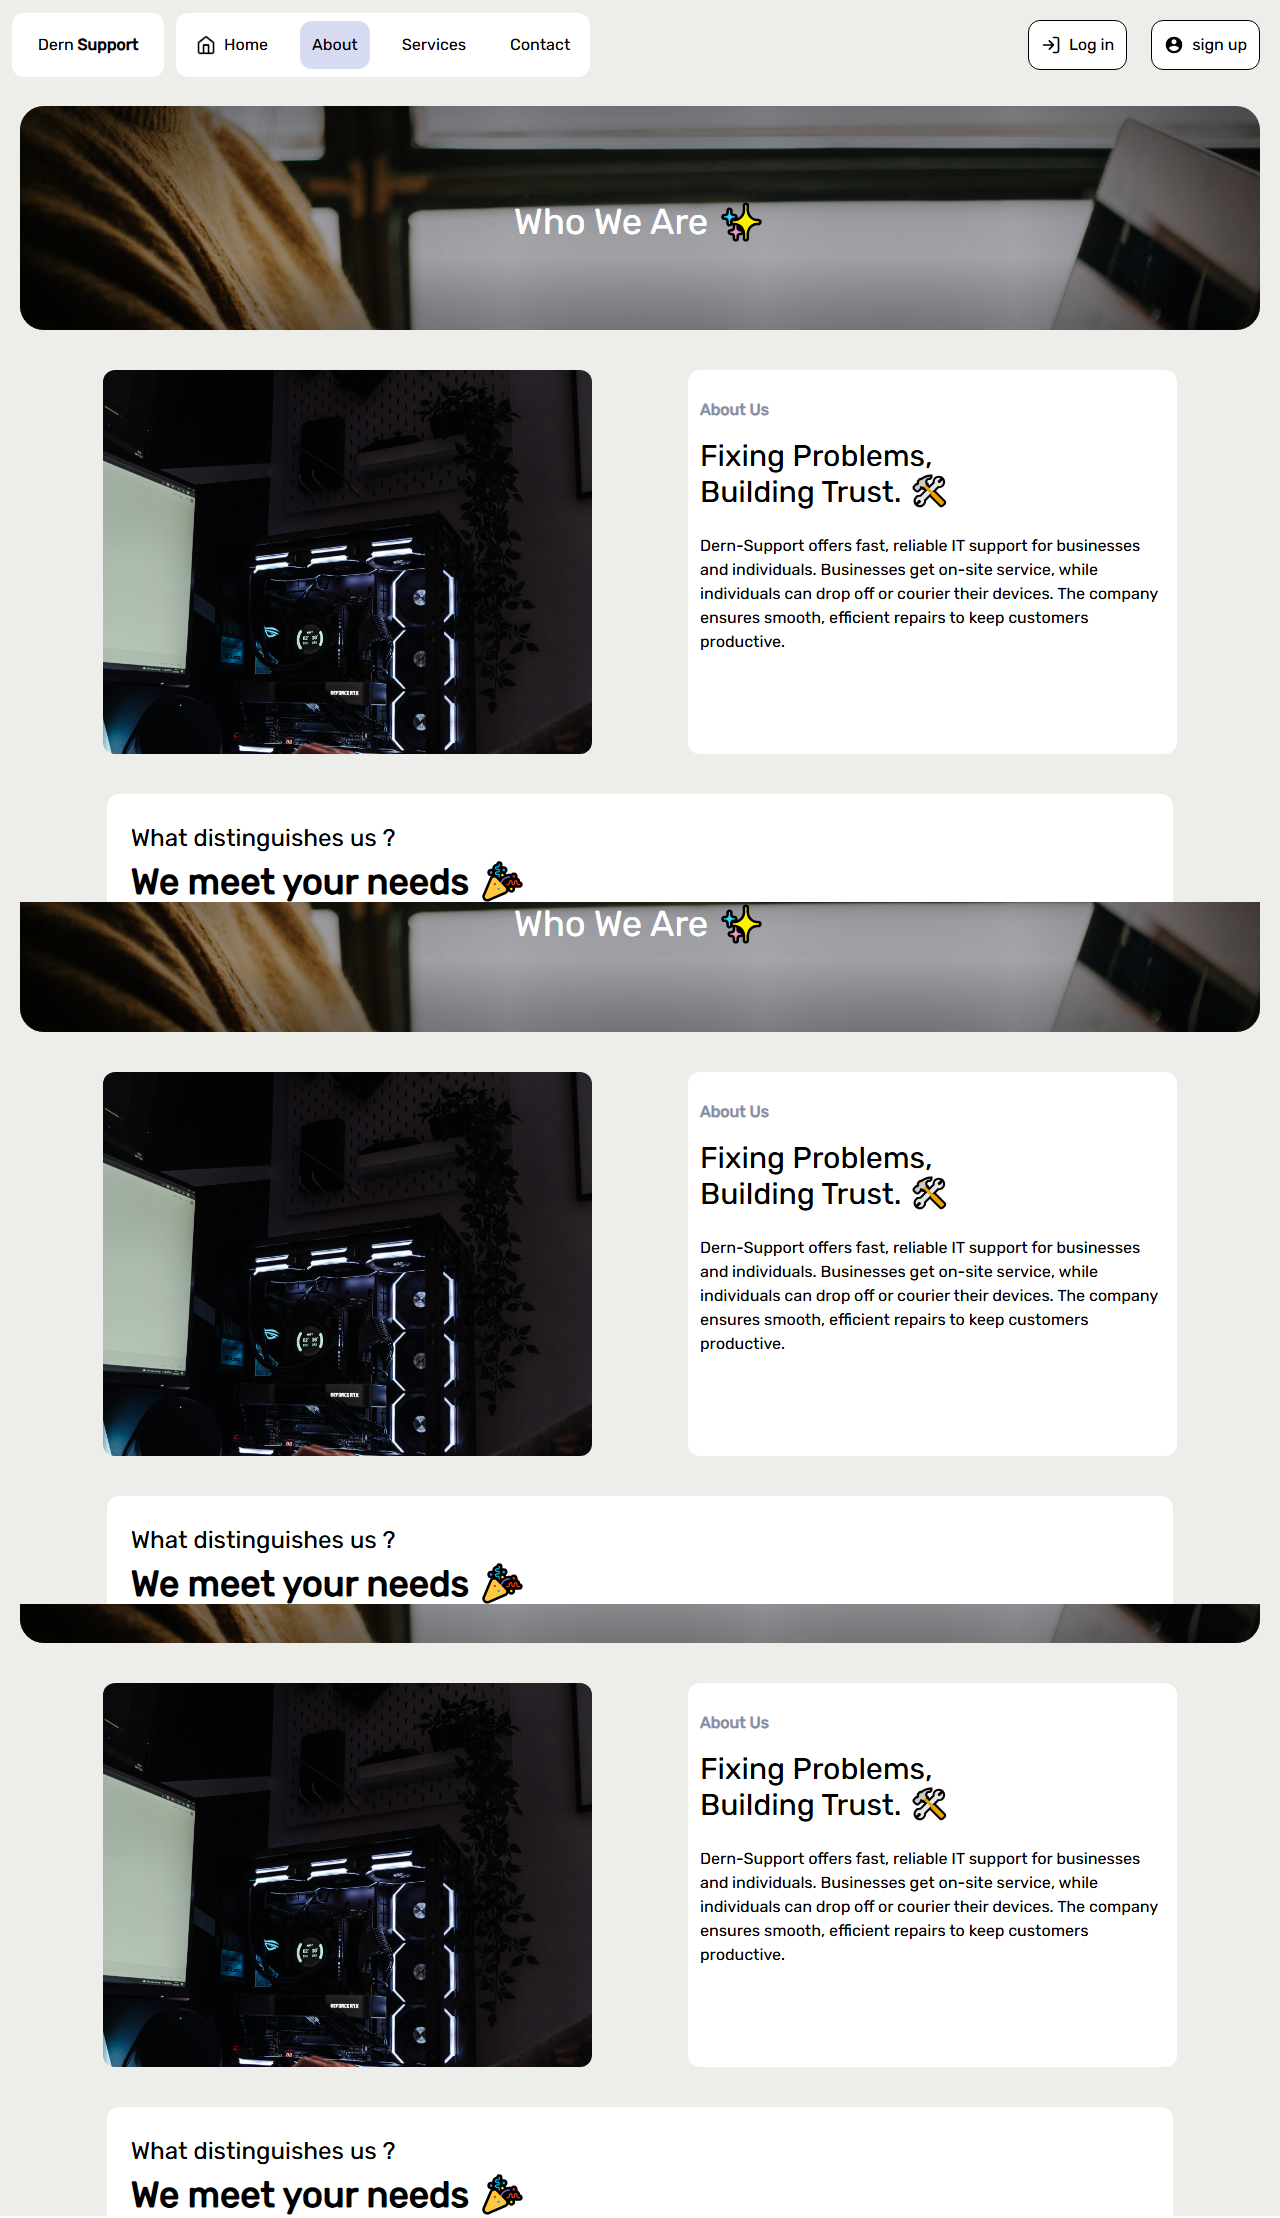 Dern Support
Home
About
Services
Contact
Log in
sign up
Who We Are ✨
About Us
Fixing Problems,
Building Trust. 🛠️
Dern-Support offers fast, reliable IT support for businesses
and individuals. Businesses get on-site service, while
individuals can drop off or courier their devices. The company
ensures smooth, efficient repairs to keep customers
productive.
GEFORCE RTX
What distinguishes us ?
We meet your needs 🎉
Who We Are ✨
About Us
Fixing Problems,
Building Trust. 🛠️
Dern-Support offers fast, reliable IT support for businesses
and individuals. Businesses get on-site service, while
individuals can drop off or courier their devices. The company
ensures smooth, efficient repairs to keep customers
productive.
GEFORCE RTX
What distinguishes us ?
We meet your needs 🎉
About Us
Fixing Problems,
Building Trust. 🛠️
Dern-Support offers fast, reliable IT support for businesses
and individuals. Businesses get on-site service, while
individuals can drop off or courier their devices. The company
ensures smooth, efficient repairs to keep customers
productive.
GEFORCE RTX
What distinguishes us ?
We meet your needs 🎉